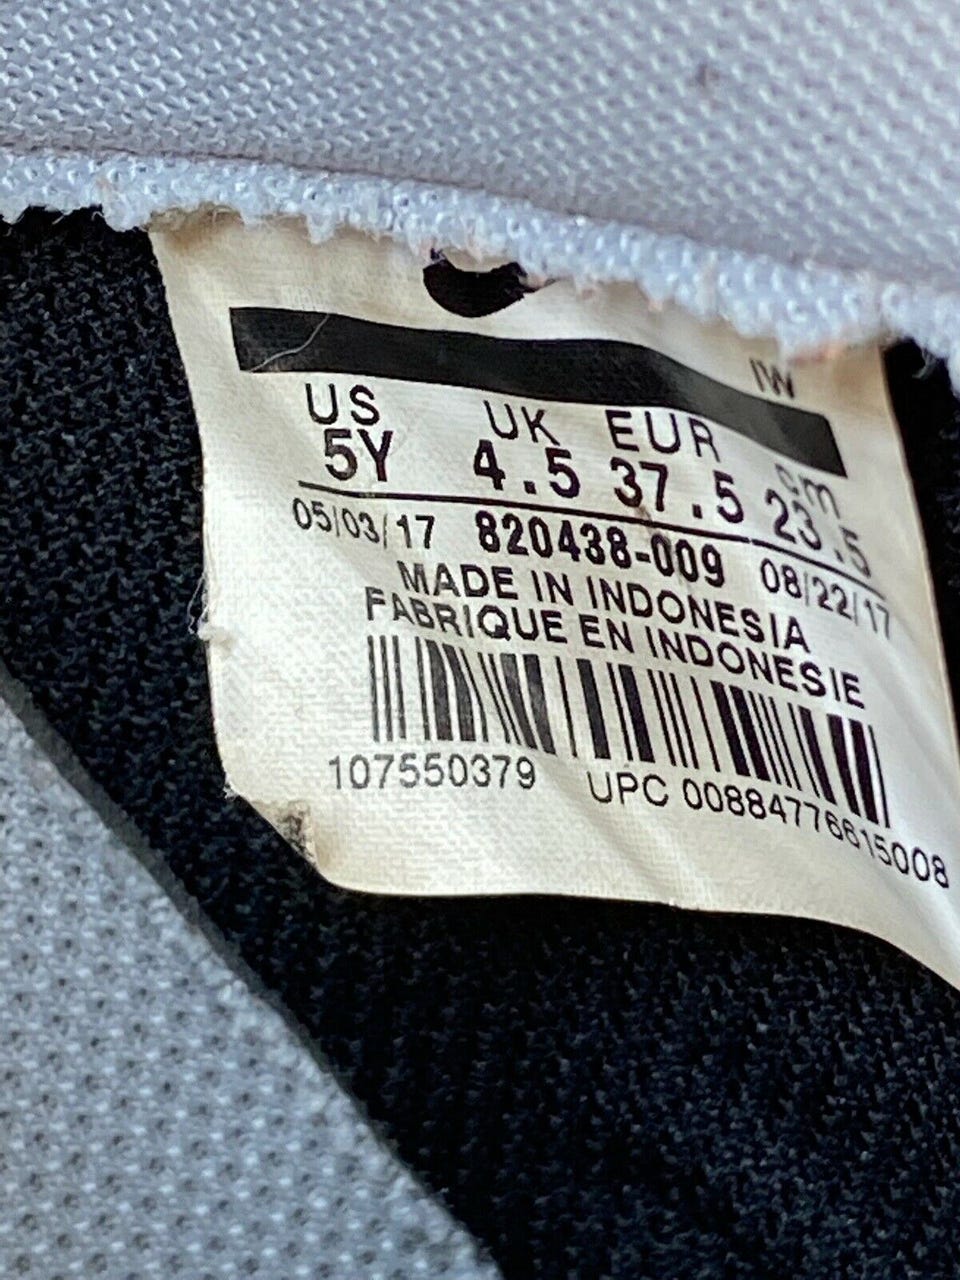 IW
US UK EUR cm
5Y 4.5 37.5 23.5
05/03/17 820438-009 08/22/17
MADE IN INDONESIA
FABRIQUE EN INDONESIE
107550379 UPC 00884776615008